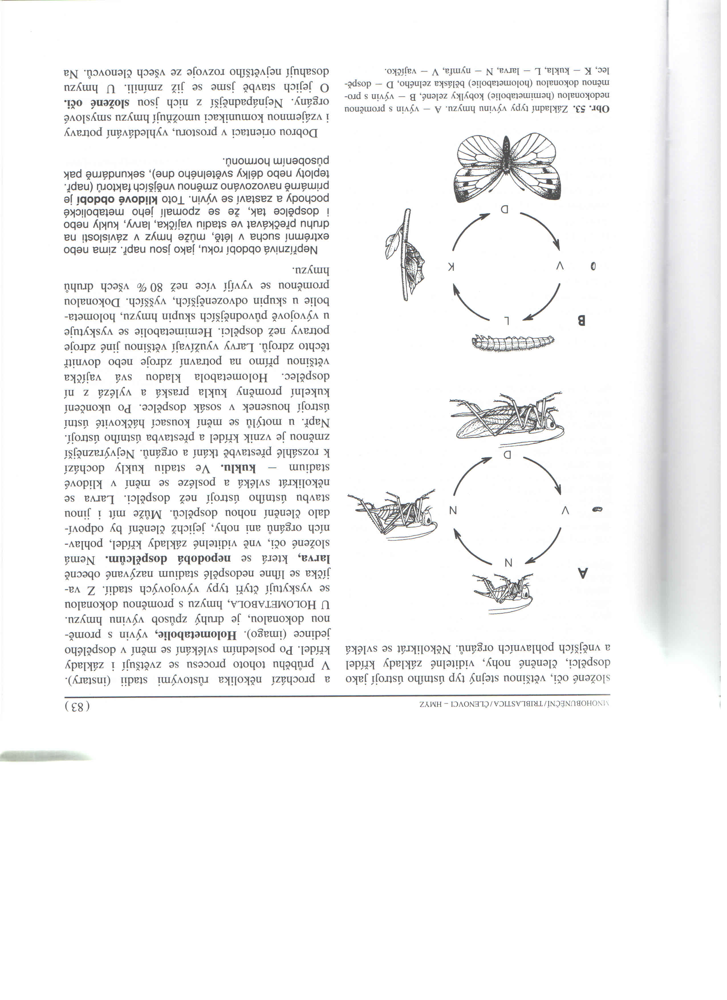 MNOHOBUNĚČNÍ/TRIBLASTICA/ČLENOVCI – HMYZ
(83)
složené oči, většinou stejný typ ústního ústrojí jako
dospělci, členěné nohy, viditelné základy křídel
a vnějších pohlavních orgánů. Několikrát se svléká
A
N
V
N
D
B
L
V
K
D
Obr. 53. Základní typy vývinu hmyzu. A – vývin s proměnou
nedokonalou (hemimetabolie) kobylky zelené, B – vývin s pro-
měnou dokonalou (holometabolie) běláska zelného, D – dospě-
lec, K – kukla, L – larva, N – nymfa, V – vajíčko.
a prochází několika růstovými stadii (instary).
V průběhu tohoto procesu se zvětšují i základy
křídel. Po posledním svlékání se mění v dospělého
jedince (imago). Holometabolie, vývin s promě-
nou dokonalou, je druhý způsob vývinu hmyzu.
U HOLOMETABOLA, hmyzu s proměnou dokonalou
se vyskytují čtyři typy vývojových stadií. Z va-
jíčka se líhne nedospělé stadium nazývané obecně
larva, která se nepodobá dospělcům. Nemá
složené oči, vně viditelné základy křídel, pohlav-
ních orgánů ani nohy, jejichž členění by odpoví-
dalo členění nohou dospělců. Může mít i jinou
stavbu ústního ústrojí než dospělci. Larva se
několikrát svléká a posléze se mění v klidové
stadium – kuklu. Ve stadiu kukly dochází
k rozsáhlé přestavbě tkání a orgánů. Nejvýraznější
změnou je vznik křídel a přestavba ústního ústrojí.
Např. u motýlů se mění kousací háčkovité ústní
ústrojí housenek v sosák dospělce. Po ukončení
kukelní proměny kukla praská a vylézá z ní
dospělec. Holometabola kladou svá vajíčka
většinou přímo na potravní zdroje nebo dovnitř
těchto zdrojů. Larvy využívají většinou jiné zdroje
potravy než dospělci. Hemimetabolie se vyskytuje
u vývojově původnějších skupin hmyzu, holometa-
bolie u skupin odvozenějších, vyšších. Dokonalou
proměnou se vyvíjí více než 80 % všech druhů
hmyzu.
Nepříznivá období roku, jako jsou např. zima nebo
extrémní sucha v létě, může hmyz v závislosti na
druhu přečkávat ve stadiu vajíčka, larvy, kukly nebo
i dospělce tak, že se zpomalí jeho metabolické
pochody a zastaví se vývin. Toto klidové období je
primárně navozováno změnou vnějších faktorů (např.
teploty nebo délky světelného dne), sekundárně pak
působením hormonů.
Dobrou orientaci v prostoru, vyhledávání potravy
i vzájemnou komunikaci umožňují hmyzu smyslové
orgány. Nejnápadnější z nich jsou složené oči.
O jejich stavbě jsme se již zmínili. U hmyzu
dosahují největšího rozvoje ze všech členovců. Na